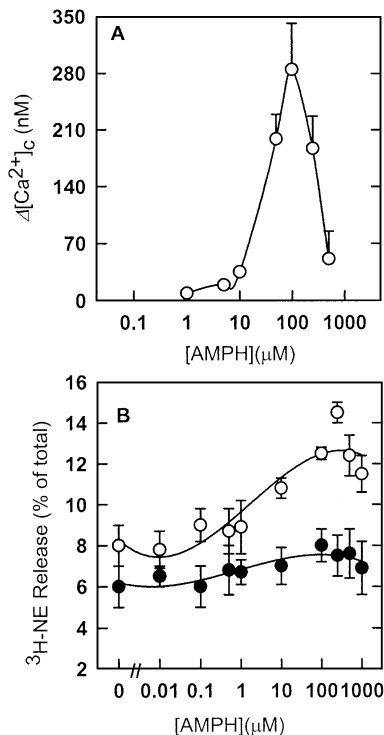 A
Δ[Ca2+]C (nM)
350
280
210
140
70
0
0.1 1 10 100 1000
[AMPH](μM)
B
3H-NE Release (% of total)
16
14
12
10
8
6
4
2
0 0.01 0.1 1 10 100 1000
[AMPH](μM)